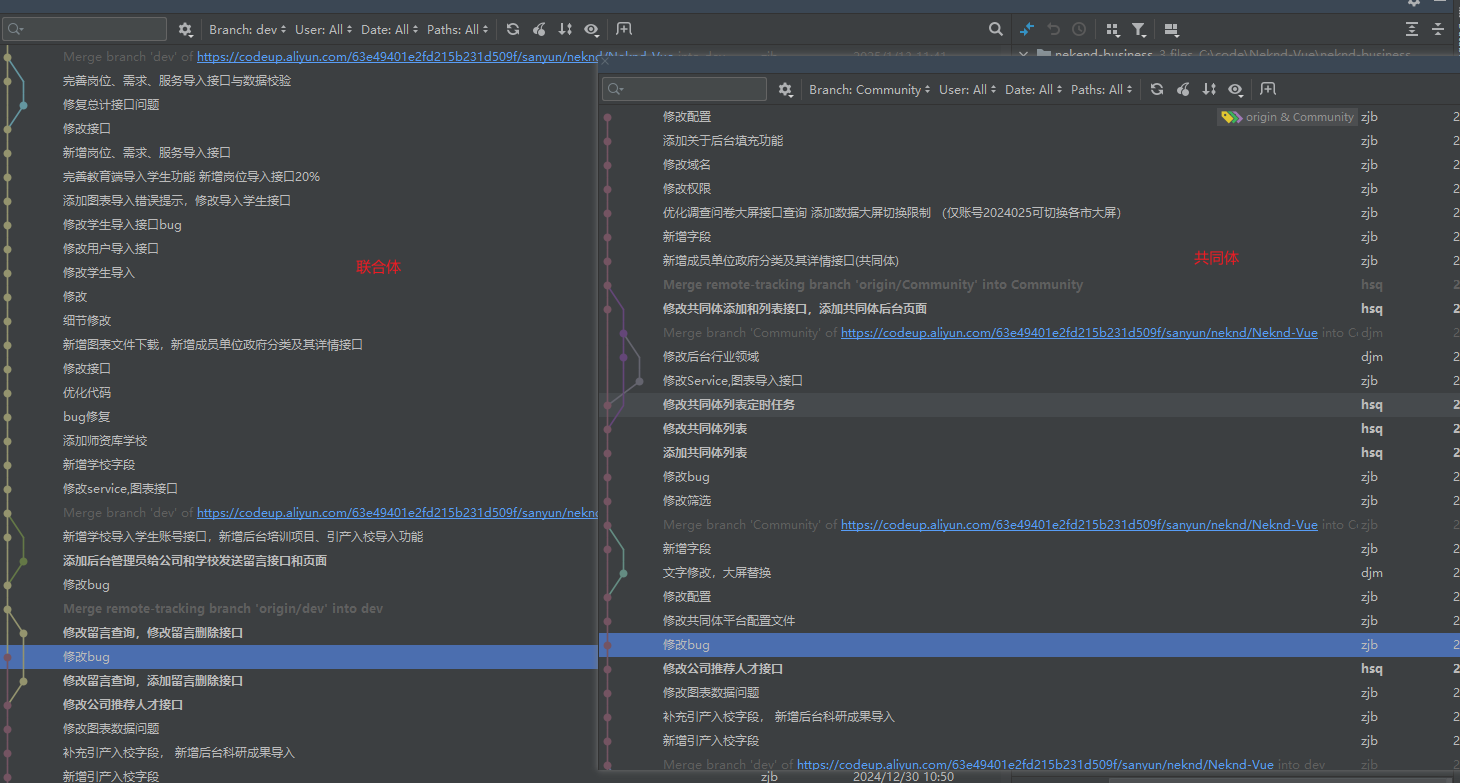 Branch: dev User: All Date: All Paths: All
Merge branch 'dev' of https://codeup.aliyun.com/63e49401e2fd215b231d509f/sanyun/neknd/Neknd-Vue into dev zjb
完善岗位、需求、服务导入接口与数据校验
修复总计接口问题
修改接口
新增岗位、需求、服务导入接口
完善教育端导入学生功能 新增岗位导入接口20%
添加图表导入错误提示，修改导入学生接口
修改学生导入接口bug
修改用户导入接口
修改学生导入
修改
细节修改
新增图表文件下载，新增成员单位政府分类及其详情接口
修改接口
优化代码
bug修复
添加师资库学校
新增学校字段
修改service,图表接口
Merge branch 'dev' of https://codeup.aliyun.com/63e49401e2fd215b231d509f/sanyun/neknd
新增学校导入学生账号接口，新增后台培训项目、引产入校导入功能
添加后台管理员给公司和学校发送留言接口和页面
修改bug
Merge remote-tracking branch 'origin/dev' into dev
修改留言查询，修改留言删除接口
修改bug
修改留言查询，添加留言删除接口
修改公司推荐人才接口
修改图表数据问题
补充引产入校字段， 新增后台科研成果导入
新增引产入校字段
zjb 2024/12/30 10:50
联合体
nekend-business 3 files C:\code\Neknd-Vue\neknd-business
Branch: Community User: All Date: All Paths: All
修改配置 origin & Community zjb 2
添加关于后台填充功能 zjb 2
修改域名 zjb 2
修改权限 zjb 2
优化调查问卷大屏接口查询 添加数据大屏切换限制 （仅账号2024025可切换各市大屏） zjb 2
新增字段 zjb 2
新增成员单位政府分类及其详情接口(共同体) zjb 2
共同体
Merge remote-tracking branch 'origin/Community' into Community hsq 2
修改共同体添加和列表接口，添加共同体后台页面 hsq 2
Merge branch 'Community' of https://codeup.aliyun.com/63e49401e2fd215b231d509f/sanyun/neknd/Neknd-Vue into C djm 2
修改后台行业领域 djm 2
修改Service,图表导入接口 zjb 2
修改共同体列表定时任务 hsq 2
修改共同体列表 hsq 2
添加共同体列表 hsq 2
修改bug zjb 2
修改筛选 zjb 2
Merge branch 'Community' of https://codeup.aliyun.com/63e49401e2fd215b231d509f/sanyun/neknd/Neknd-Vue into C zjb 2
新增字段 zjb 2
文字修改，大屏替换 djm 2
修改配置 zjb 2
修改共同体平台配置文件 zjb 2
修改bug zjb 2
修改公司推荐人才接口 hsq 2
修改图表数据问题 zjb 2
补充引产入校字段， 新增后台科研成果导入 zjb 2
新增引产入校字段 zjb 2
Merge branch 'dev' of https://codeup.aliyun.com/63e49401e2fd215b231d509f/sanyun/neknd/Neknd-Vue into dev zjb 2